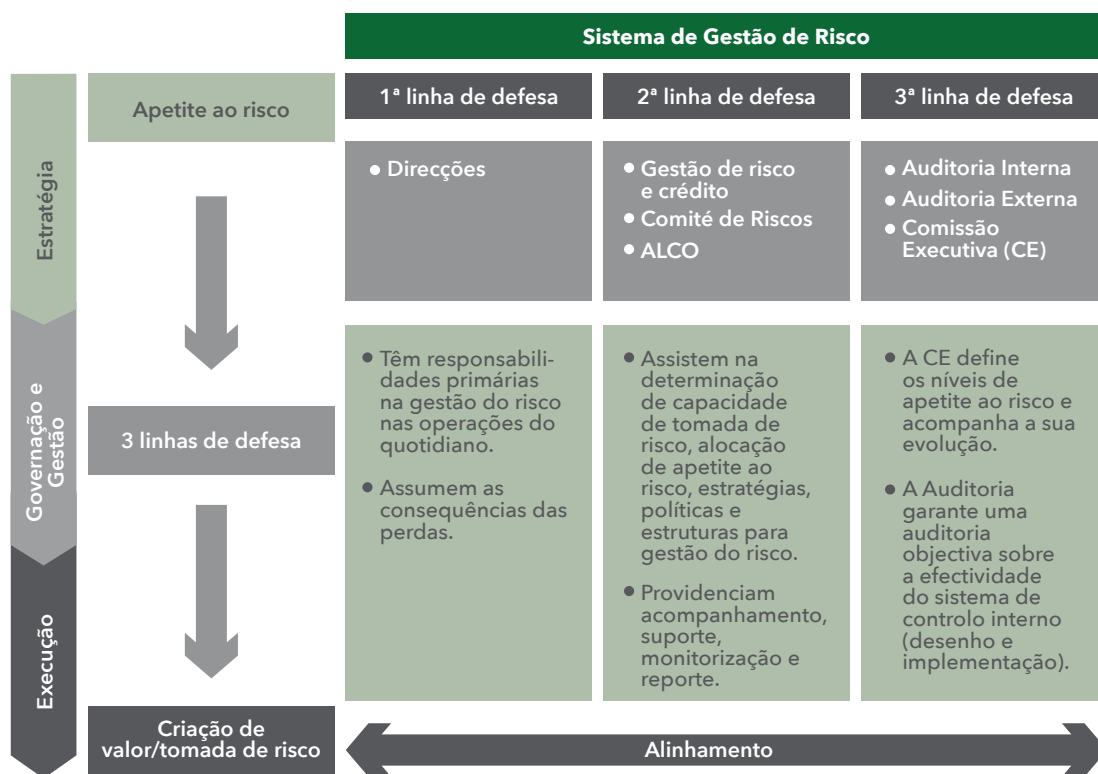 Sistema de Gestão de Risco
Estratégia
Governação e
Gestão
Execução
Apetite ao risco
3 linhas de defesa
Criação de
valor/tomada de risco
1ª linha de defesa
● Direcções
● Têm responsabili-
dades primárias
na gestão do risco
nas operações do
quotidiano.
● Assumem as
consequências das
perdas.
2ª linha de defesa
● Gestão de risco
e crédito
● Comité de Riscos
● ALCO
● Assistem na
determinação
de capacidade
de tomada de
risco, alocação
de apetite ao
risco, estratégias,
políticas e
estruturas para
gestão do risco.
● Providenciam
acompanhamento,
suporte,
monitorização e
reporte.
3ª linha de defesa
● Auditoria Interna
● Auditoria Externa
● Comissão
Executiva (CE)
● A CE define
os níveis de
apetite ao risco e
acompanha a sua
evolução.
● A Auditoria
garante uma
auditoria
objectiva sobre
a efectividade
do sistema de
controlo interno
(desenho e
implementação).
Alinhamento